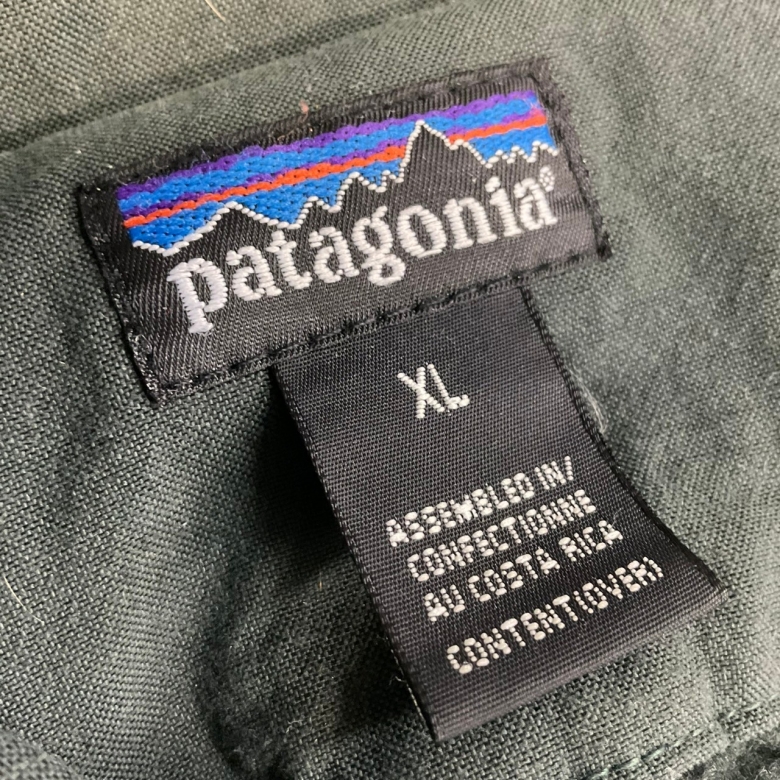 patagonia®
XL
ASSEMBLED IN/
CONFECTIONNE
AU COSTA RICA
CONTENT(OVER)